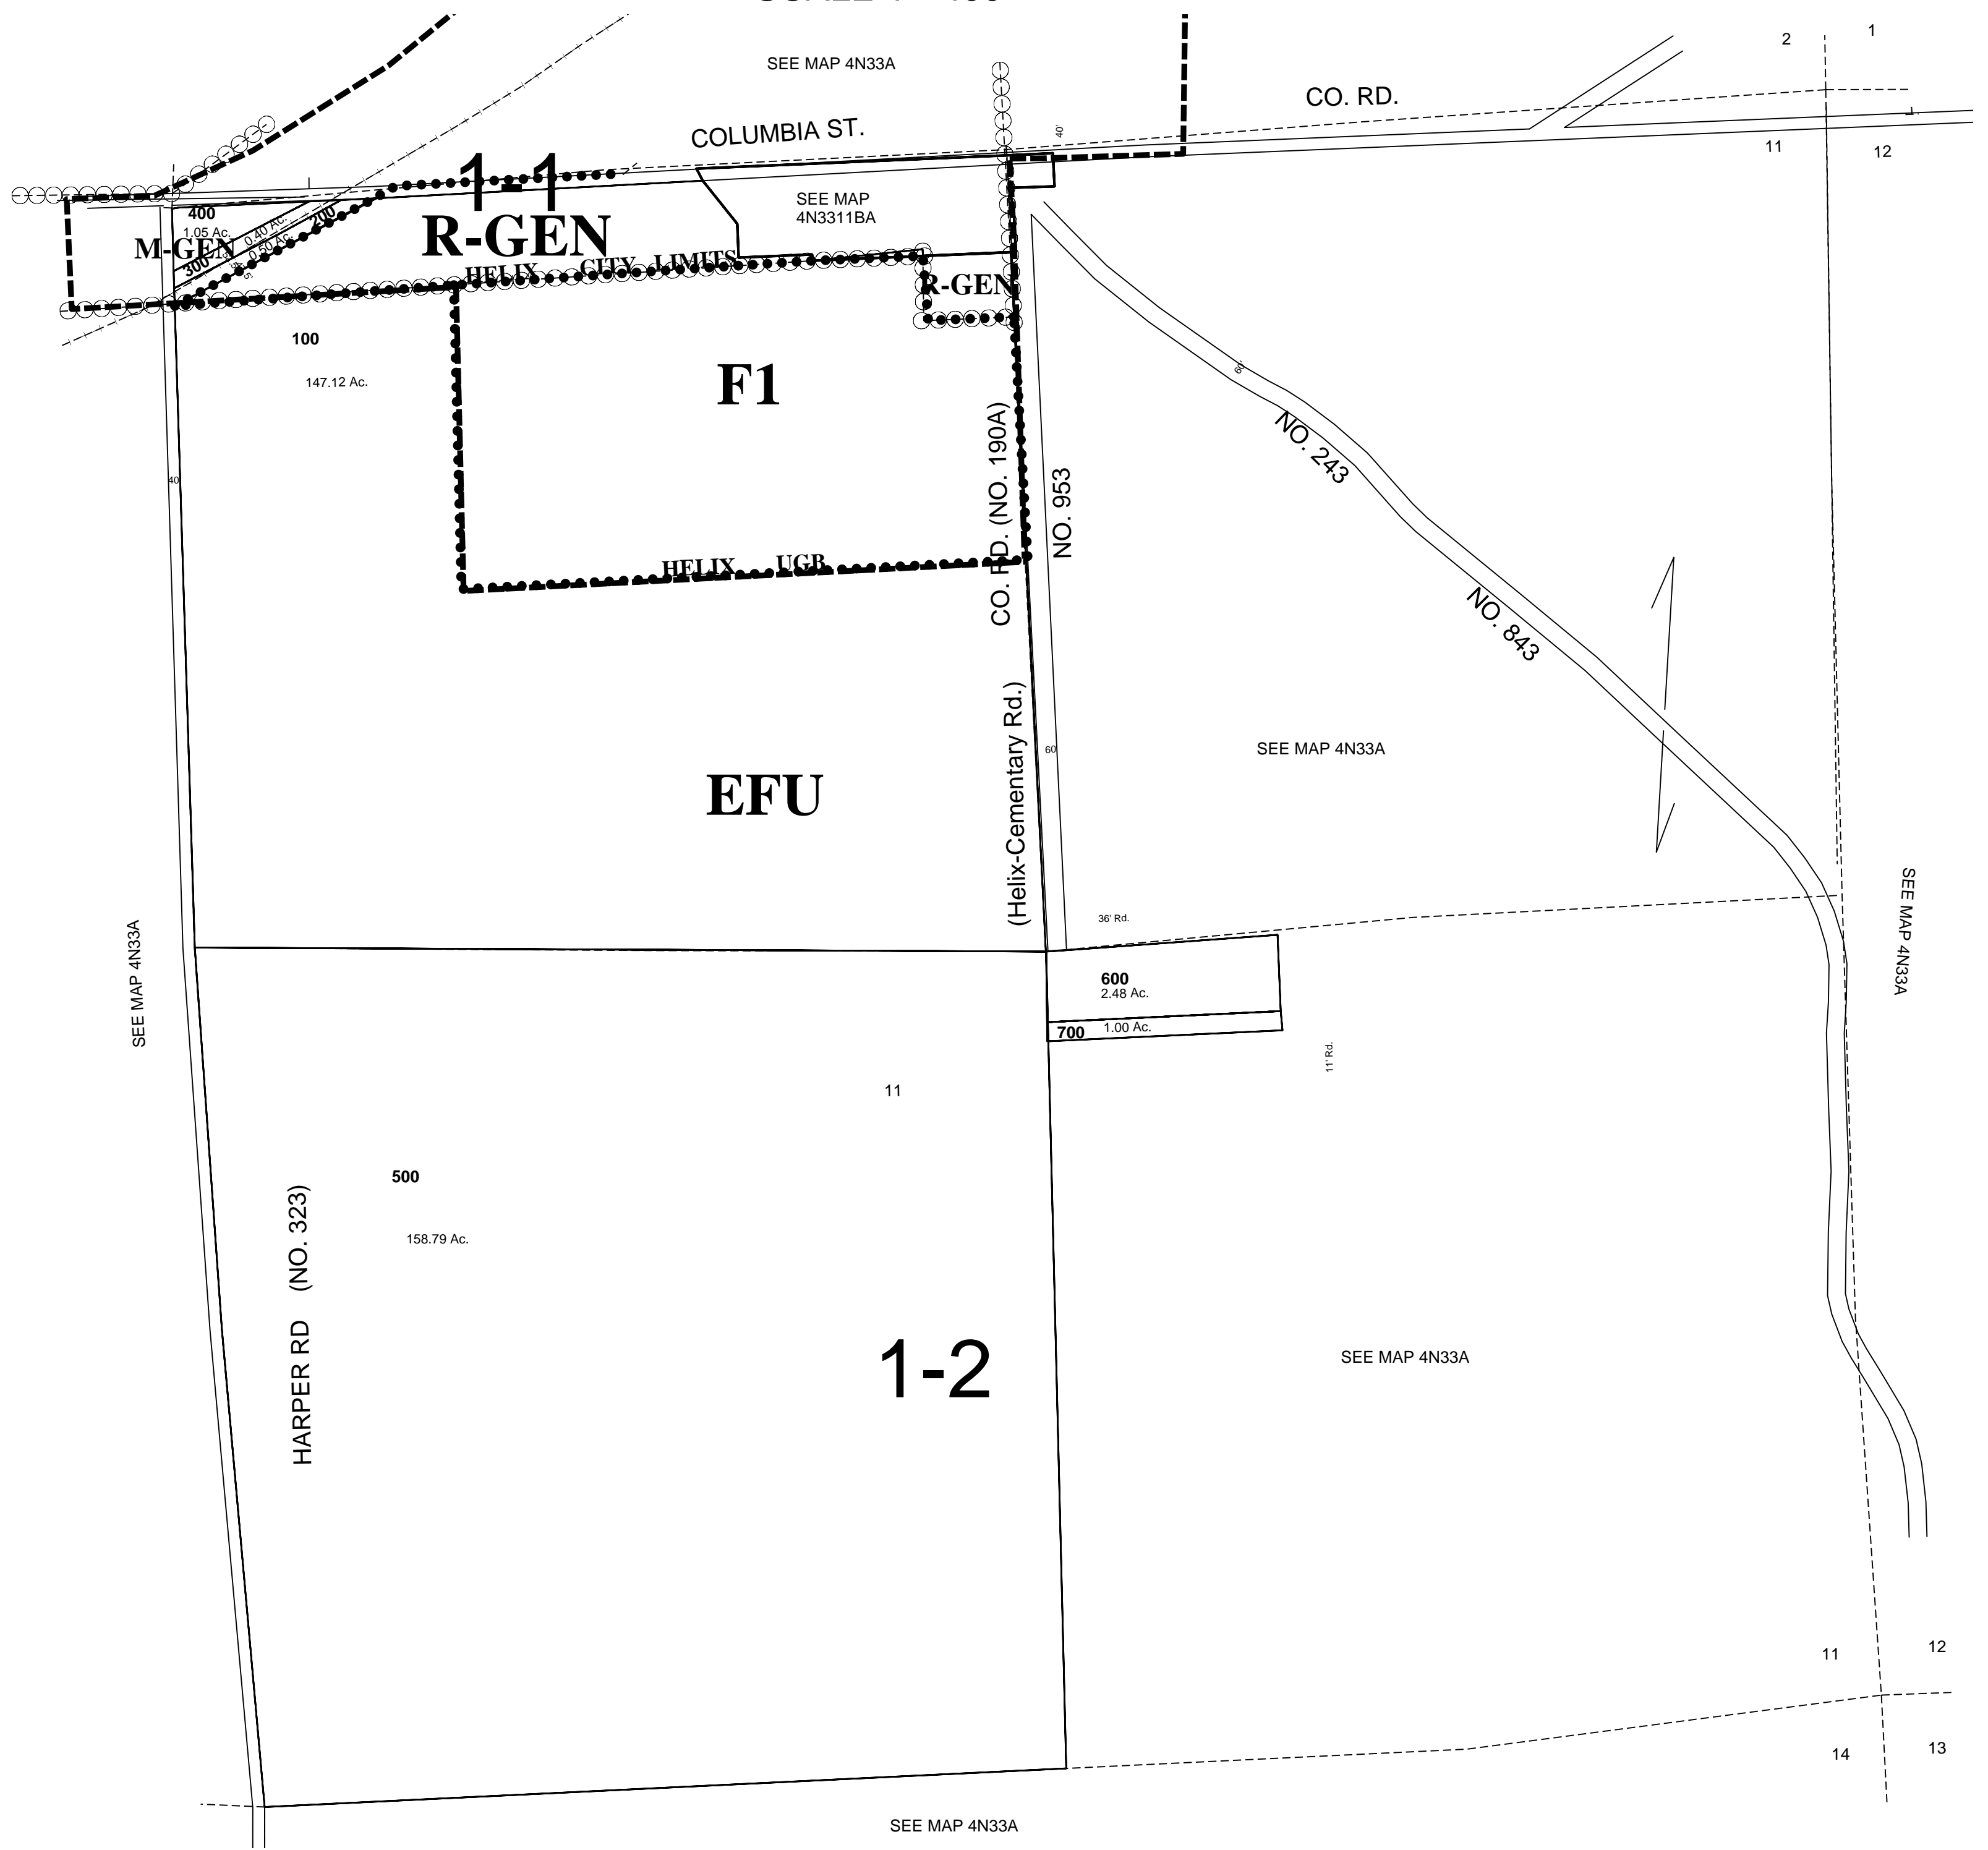 SEE MAP 4N33A
2
1
CO. RD.
COLUMBIA ST.
40'
11
12
1-1
SEE MAP
4N3311BA
400
1.05 Ac.
0.40 Ac.
200
R-GEN
M-GEN
0.50 Ac.
300
HELIX CITY LIMITS
R-GEN
100
147.12 Ac.
F1
60'
NO. 243
CO. RD. (NO. 190A)
NO. 953
40
HELIX UGB
NO. 843
(Helix-Cementary Rd.)
60
SEE MAP 4N33A
EFU
36' Rd.
SEE MAP 4N33A
SEE MAP 4N33A
600
2.48 Ac.
700
1.00 Ac.
11' Rd.
11
500
158.79 Ac.
HARPER RD (NO. 323)
1-2
SEE MAP 4N33A
11
12
14
13
SEE MAP 4N33A